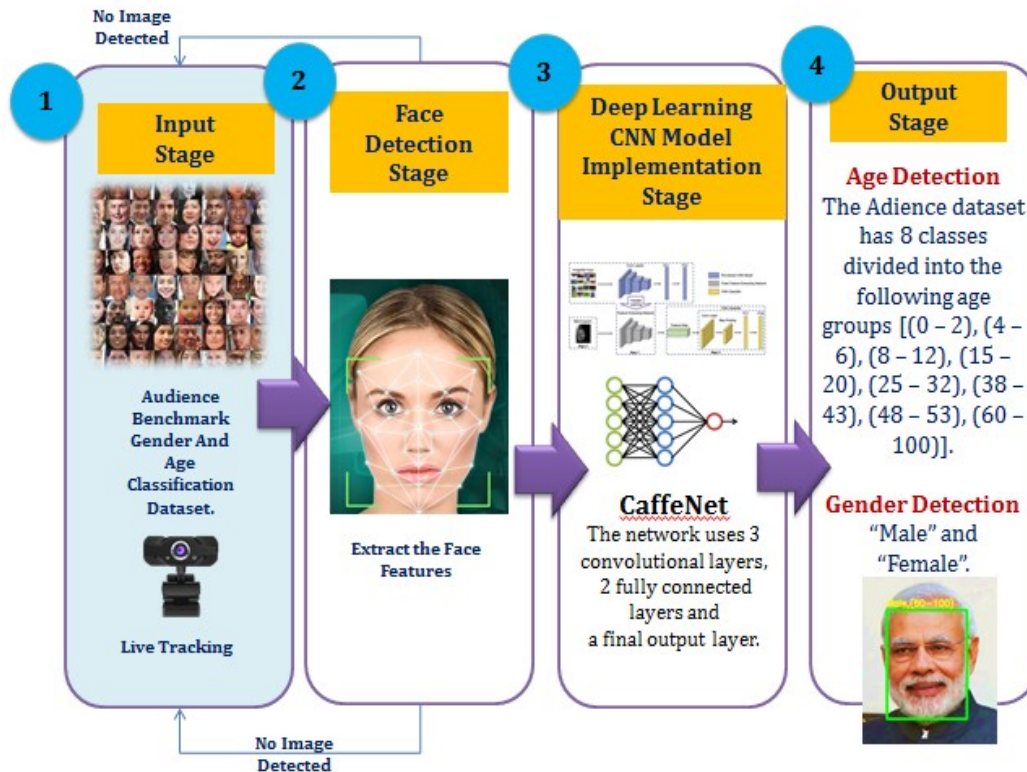 No Image
Detected
1
Input
Stage
Audience
Benchmark
Gender And
Age
Classification
Dataset.
Live Tracking
2
Face
Detection
Stage
Extract the Face
Features
No Image
Detected
3
Deep Learning
CNN Model
Implementation
Stage
CaffeNet
The network uses 3
convolutional layers,
2 fully connected
layers and
a final output layer.
4
Output
Stage
Age Detection
The Adience dataset
has 8 classes
divided into the
following age
groups [(0 – 2), (4 –
6), (8 – 12), (15 –
20), (25 – 32), (38 –
43), (48 – 53), (60 –
100)].
Gender Detection
“Male” and
“Female”.
Male,(60-100)